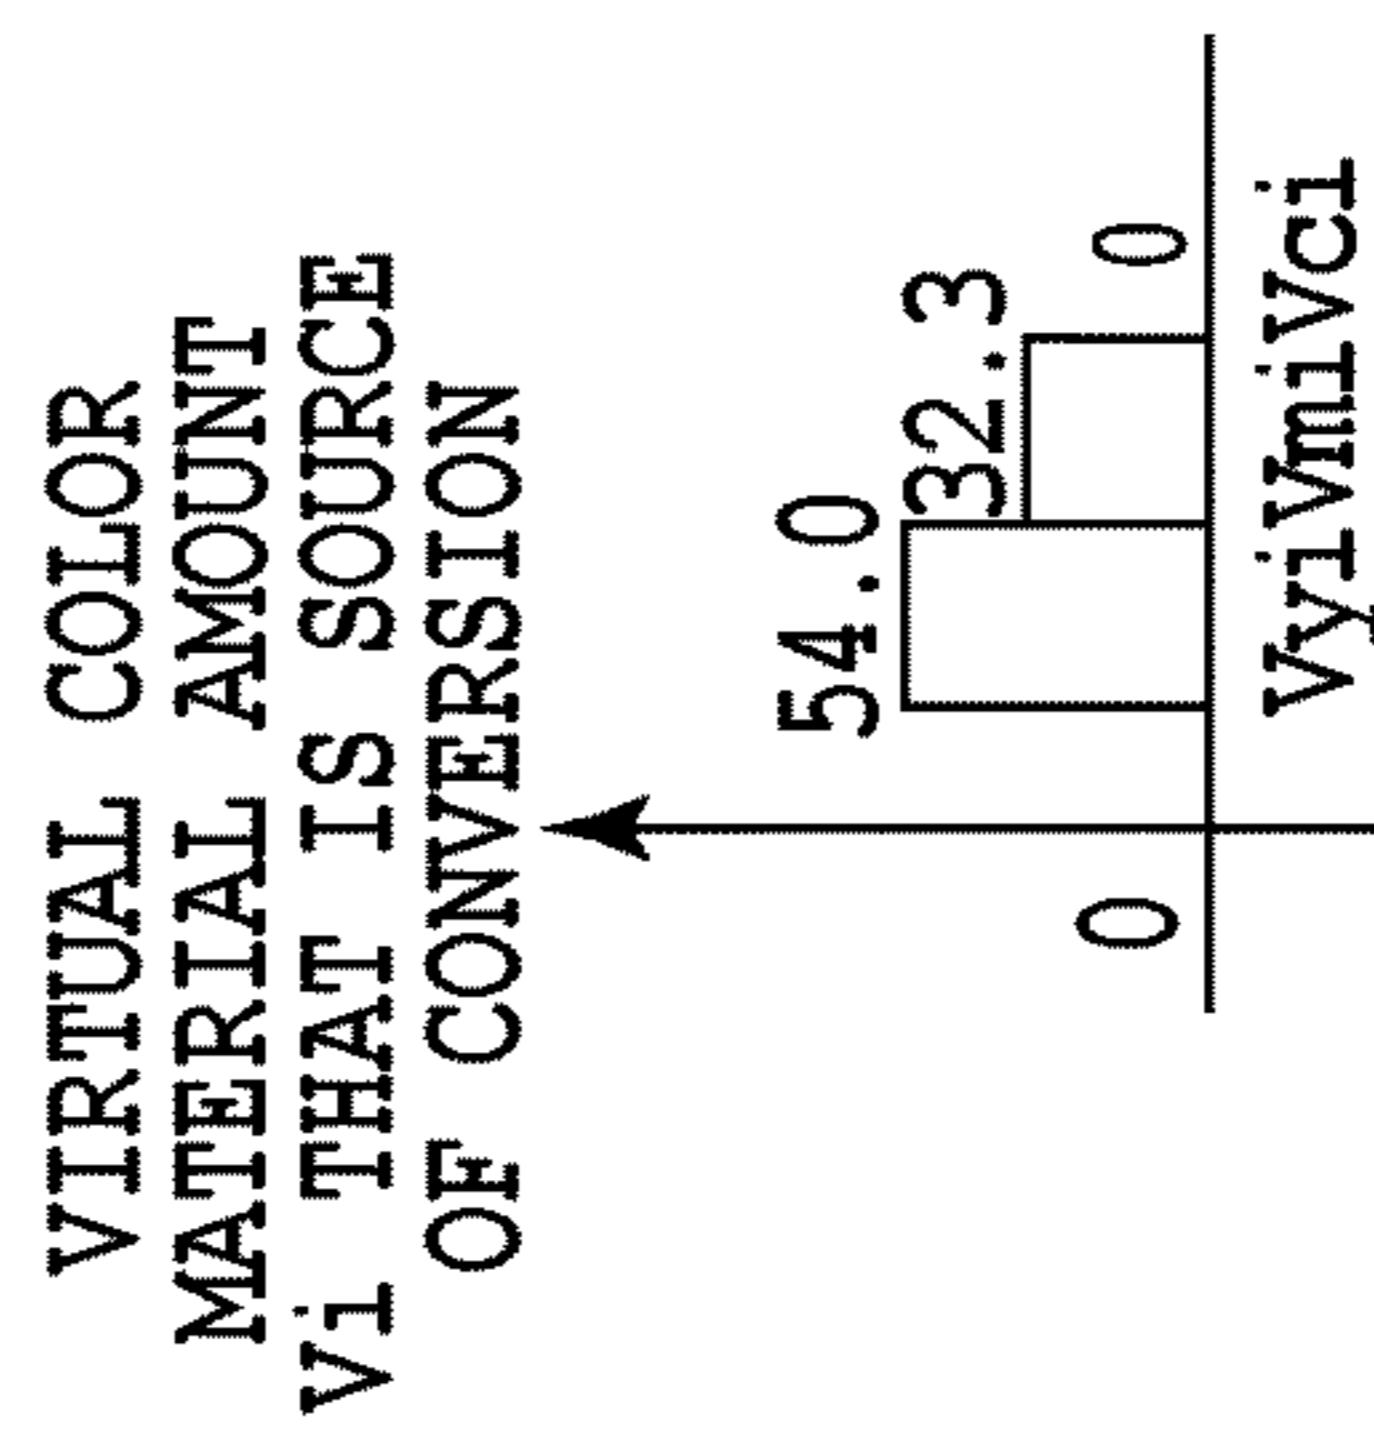 VIRTUAL COLOR
MATERIAL AMOUNT
Vi THAT IS SOURCE
OF CONVERSION
54.0
32.3
0
0
VyiVmiVci